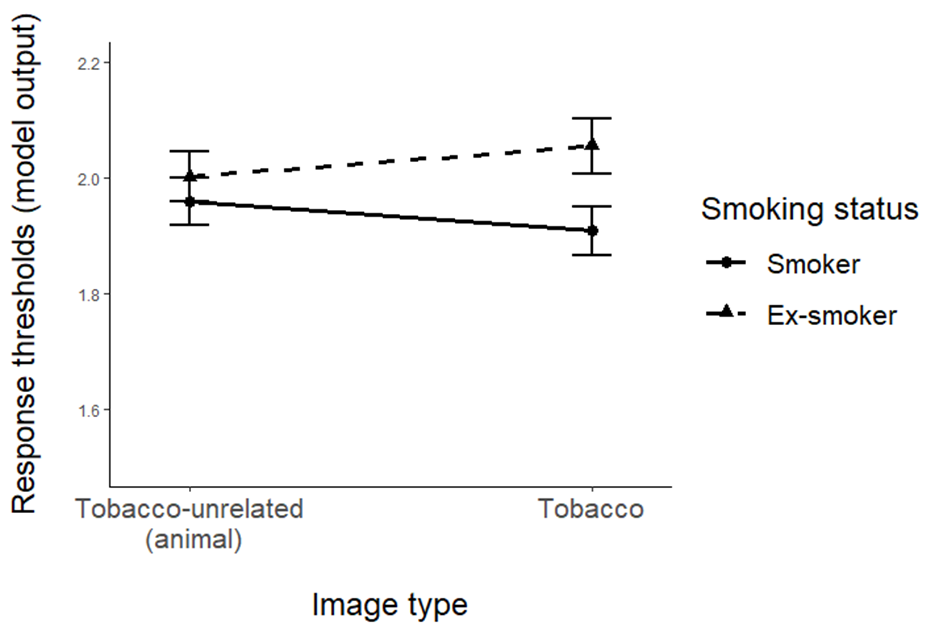 Response thresholds (model output)
2.2
2.0
1.8
1.6
Tobacco-unrelated
(animal)
Tobacco
Image type
Smoking status
Smoker
Ex-smoker